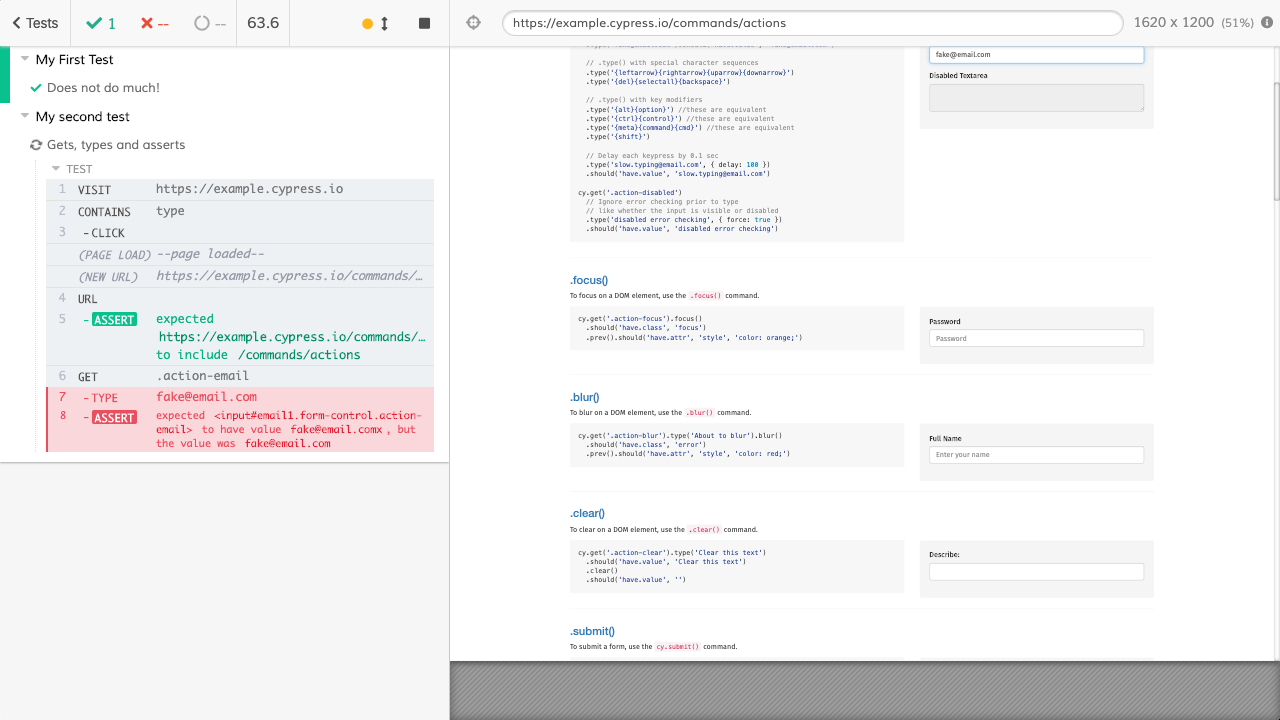 Tests
1
--
--
63.6
https://example.cypress.io/commands/actions
1620 x 1200 (51%)
My First Test
Does not do much!
My second test
Gets, types and asserts
TEST
1 VISIT https://example.cypress.io
2 CONTAINS type
3 - CLICK
(PAGE LOAD) --page loaded--
(NEW URL) https://example.cypress.io/commands/…
4 URL
5 - ASSERT expected
https://example.cypress.io/commands/…
to include /commands/actions
6 GET .action-email
7 - TYPE fake@email.com
8 - ASSERT expected <input#email1.form-control.action-
email> to have value fake@email.comx , but
the value was fake@email.com
// .type() with special character sequences
.type('{leftarrow}{rightarrow}{uparrow}{downarrow}')
.type('{del}{selectall}{backspace}')
// .type() with key modifiers
.type('{alt}{option}') //these are equivalent
.type('{ctrl}{control}') //these are equivalent
.type('{meta}{command}{cmd}') //these are equivalent
.type('{shift}')
// Delay each keypress by 0.1 sec
.type('slow.typing@email.com', { delay: 100 })
.should('have.value', 'slow.typing@email.com')
cy.get('.action-disabled')
// Ignore error checking prior to type
// like whether the input is visible or disabled
.type('disabled error checking', { force: true })
.should('have.value', 'disabled error checking')
fake@email.com
Disabled Textarea
.focus()
To focus on a DOM element, use the .focus() command.
cy.get('.action-focus').focus()
.should('have.class', 'focus')
.prev().should('have.attr', 'style', 'color: orange;')
Password
Password
.blur()
To blur on a DOM element, use the .blur() command.
cy.get('.action-blur').type('About to blur').blur()
.should('have.class', 'error')
.prev().should('have.attr', 'style', 'color: red;')
Full Name
Enter your name
.clear()
To clear on a DOM element, use the .clear() command.
cy.get('.action-clear').type('Clear this text')
.should('have.value', 'Clear this text')
.clear()
.should('have.value', '')
Describe:
.submit()
To submit a form, use the cy.submit() command.